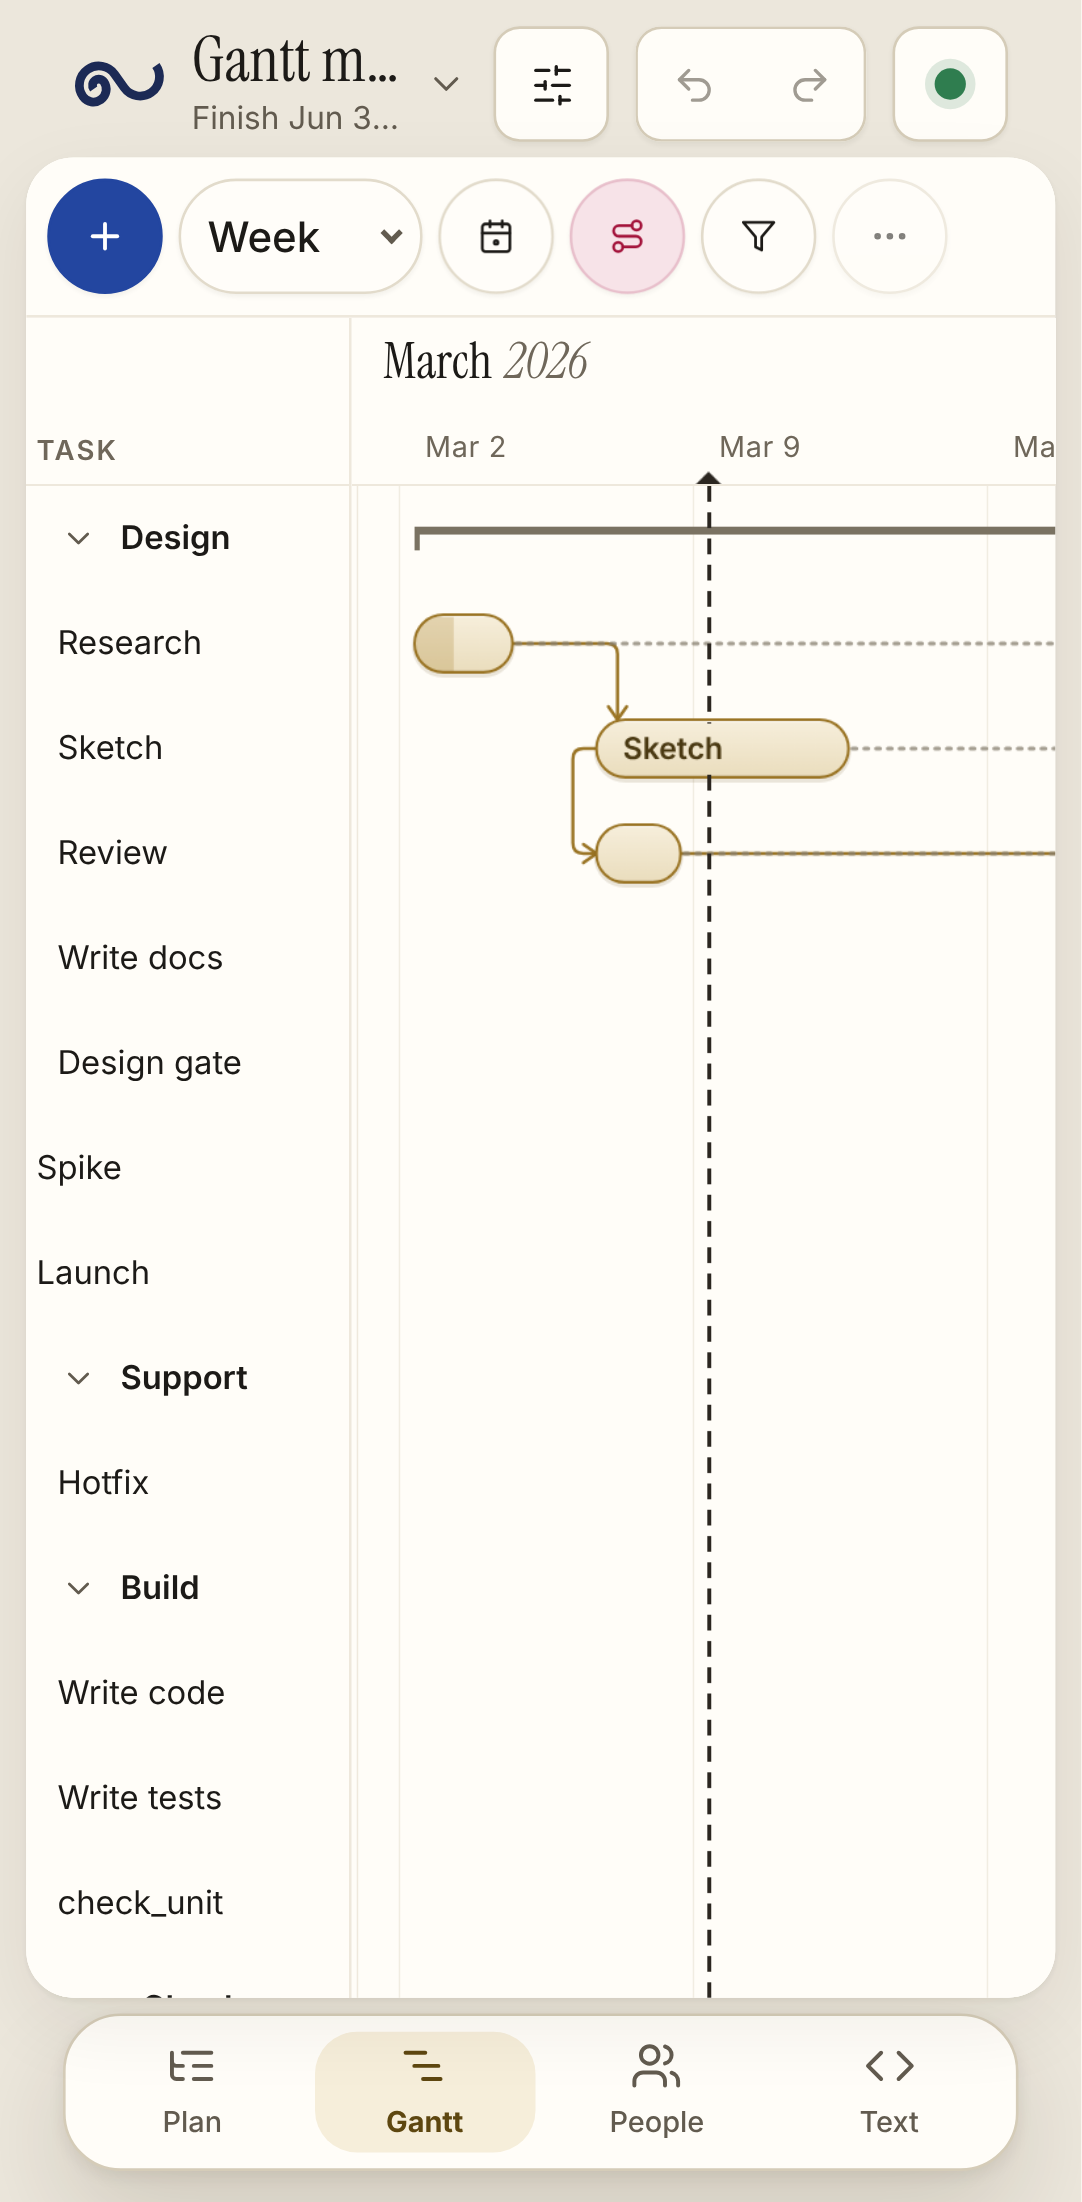 Gantt m...
Finish Jun 3...
Week
March 2026
TASK
Mar 2
Mar 9
Ma
Design
Research
Sketch
Sketch
Review
Write docs
Design gate
Spike
Launch
Support
Hotfix
Build
Write code
Write tests
check_unit
Plan
Gantt
People
Text